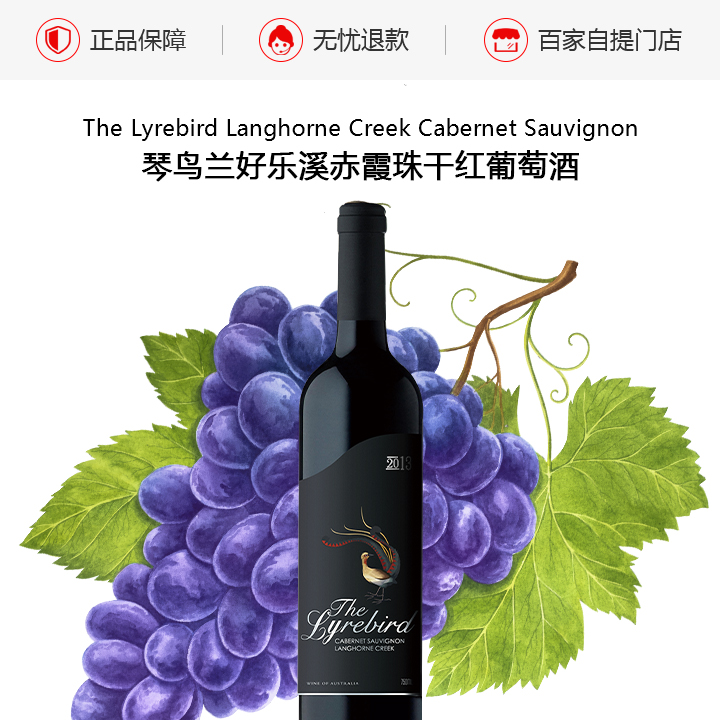 正品保障 无忧退款 百家自提门店
The Lyrebird Langhorne Creek Cabernet Sauvignon
琴鸟兰好乐溪赤霞珠干红葡萄酒
2013
The
Lyrebird
CABERNET SAUVIGNON
LANGHORNE CREEK
WINE OF AUSTRALIA